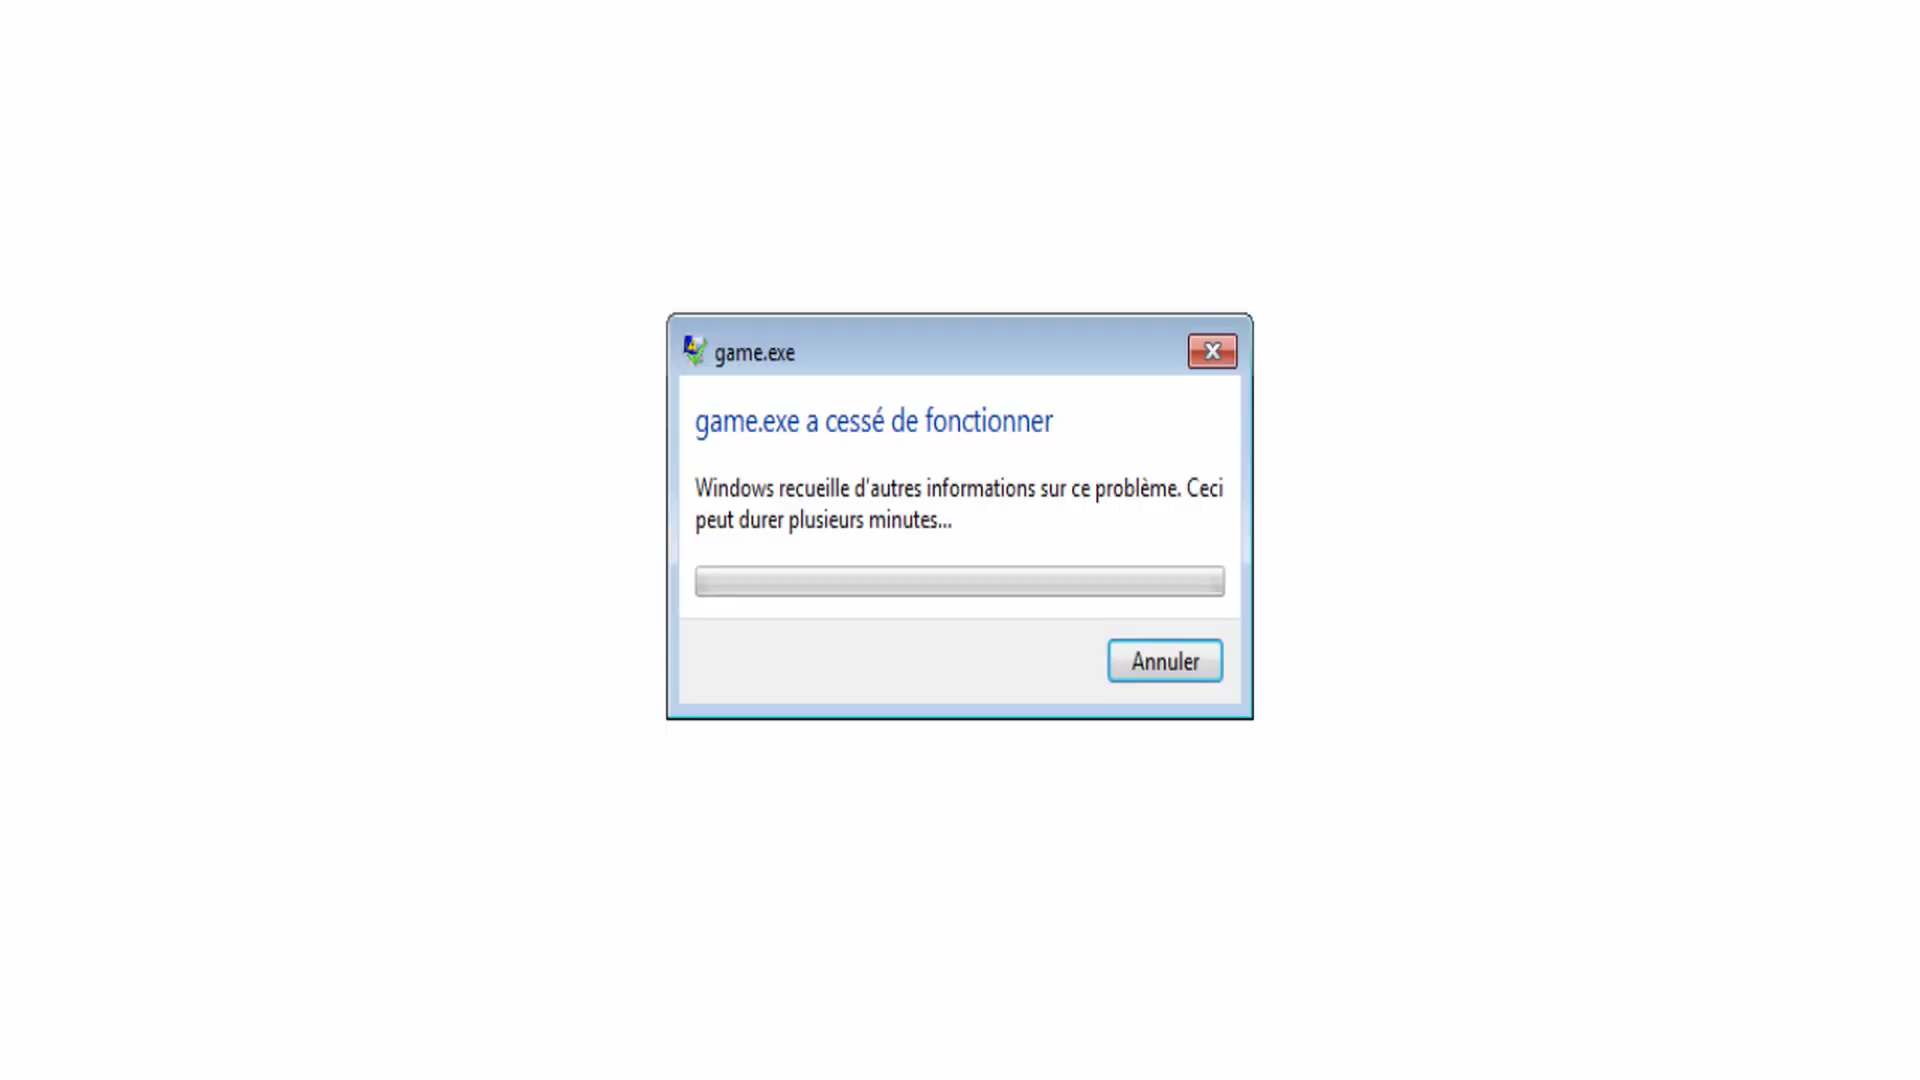 game.exe
game.exe a cessé de fonctionner
Windows recueille d'autres informations sur ce problème. Ceci
peut durer plusieurs minutes...
Annuler